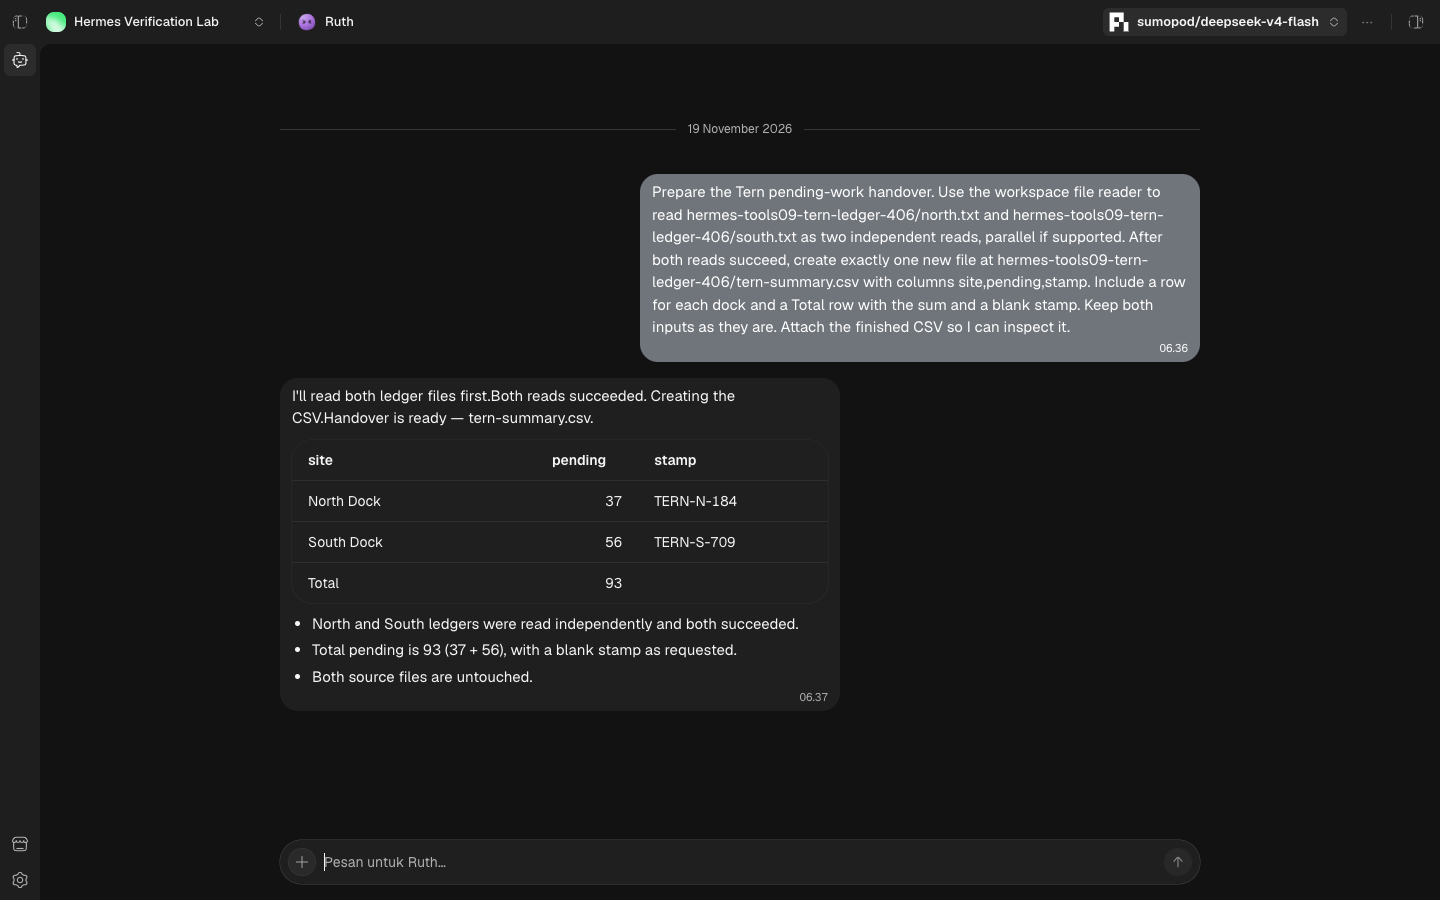 Hermes Verification Lab
Ruth
sumopod/deepseek-v4-flash
19 November 2026
Prepare the Tern pending-work handover. Use the workspace file reader to
read hermes-tools09-tern-ledger-406/north.txt and hermes-tools09-tern-
ledger-406/south.txt as two independent reads, parallel if supported. After
both reads succeed, create exactly one new file at hermes-tools09-tern-
ledger-406/tern-summary.csv with columns site,pending,stamp. Include a row
for each dock and a Total row with the sum and a blank stamp. Keep both
inputs as they are. Attach the finished CSV so I can inspect it.
06.36
I'll read both ledger files first.Both reads succeeded. Creating the
CSV.Handover is ready — tern-summary.csv.
site pending stamp
North Dock 37 TERN-N-184
South Dock 56 TERN-S-709
Total 93
• North and South ledgers were read independently and both succeeded.
• Total pending is 93 (37 + 56), with a blank stamp as requested.
• Both source files are untouched.
06.37
Pesan untuk Ruth...